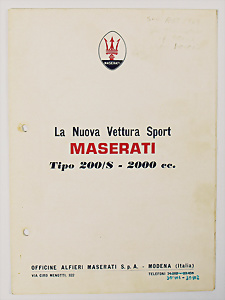 MASERATI
La Nuova Vettura Sport
MASERATI
Tipo 200/S - 2000 cc.
OFFICINE ALFIERI MASERATI S.p.A. - MODENA (Italia)
VIA CIRO MENOTTI, 322
TELEFONI